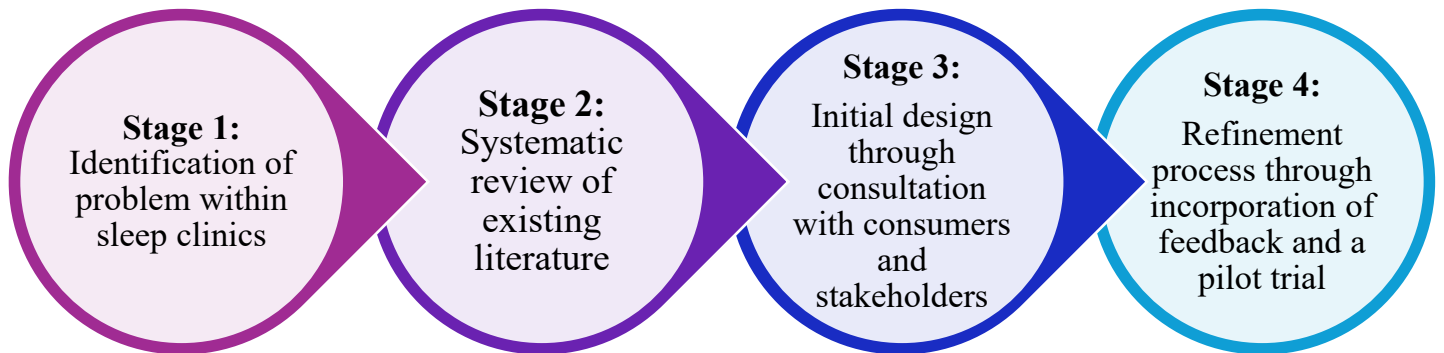 Stage 1:
Identification of
problem within
sleep clinics
Stage 2:
Systematic
review of
existing
literature
Stage 3:
Initial design
through
consultation
with consumers
and
stakeholders
Stage 4:
Refinement
process through
incorporation of
feedback and a
pilot trial